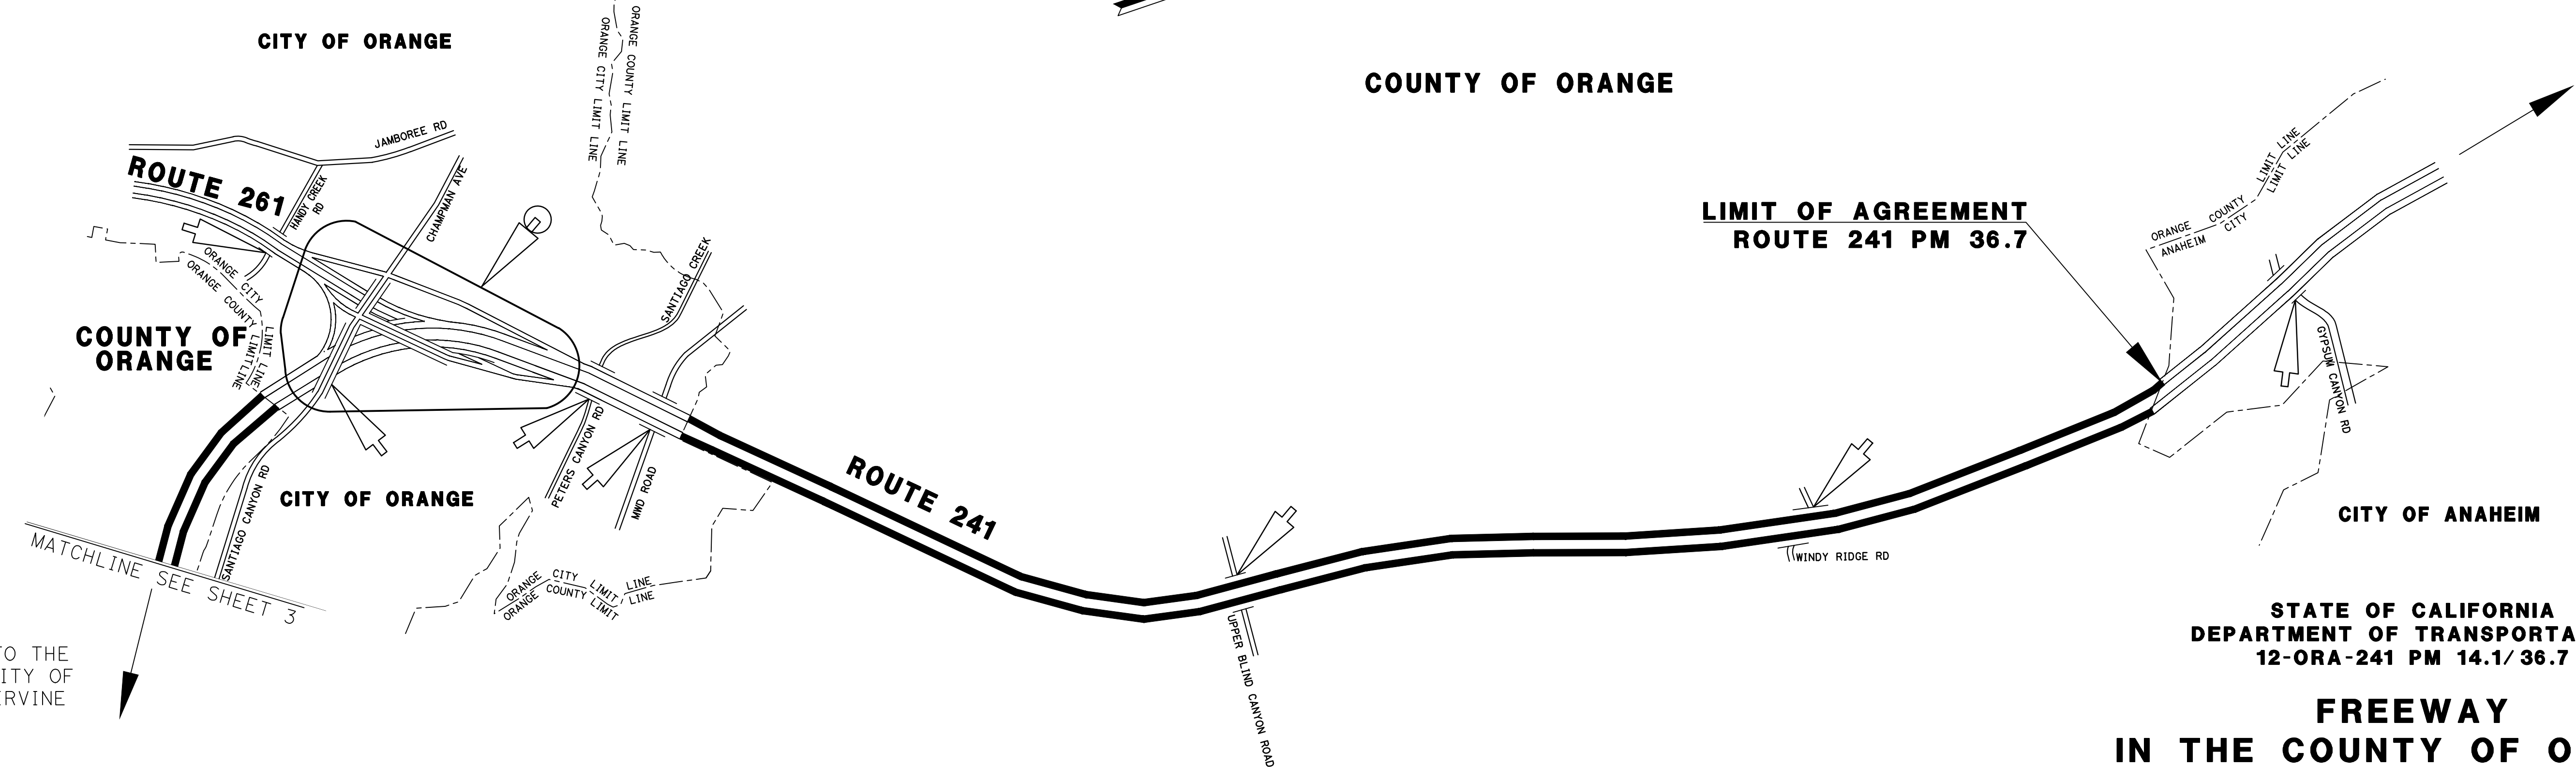 CITY OF ORANGE
ORANGE CITY LIMIT LINE
ORANGE COUNTY LIMIT LINE
COUNTY OF ORANGE
JAMBOREE RD
ROUTE 261
HANDY CREEK
RD
CHAMPMAN AVE
SANTIAGO CREEK
ORANGE CITY
LIMIT LINE
ORANGE COUNTY
LIMIT LINE
COUNTY OF
ORANGE
LIMIT OF AGREEMENT
ROUTE 241 PM 36.7
ORANGE COUNTY
LIMIT LINE
ANAHEIM CITY
LIMIT LINE
GYPSUM CANYON RD
PETERS CANYON RD
MWD ROAD
ROUTE 241
SANTIAGO CANYON RD
CITY OF ORANGE
MATCHLINE SEE SHEET 3
ORANGE CITY LIMIT LINE
ORANGE COUNTY LIMIT LINE
WINDY RIDGE RD
UPPER BLIND CANYON ROAD
CITY OF ANAHEIM
TO THE
ITY OF
RVINE
STATE OF CALIFORNIA
DEPARTMENT OF TRANSPORTA
12-ORA-241 PM 14.1/36.7
FREEWAY
IN THE COUNTY OF O